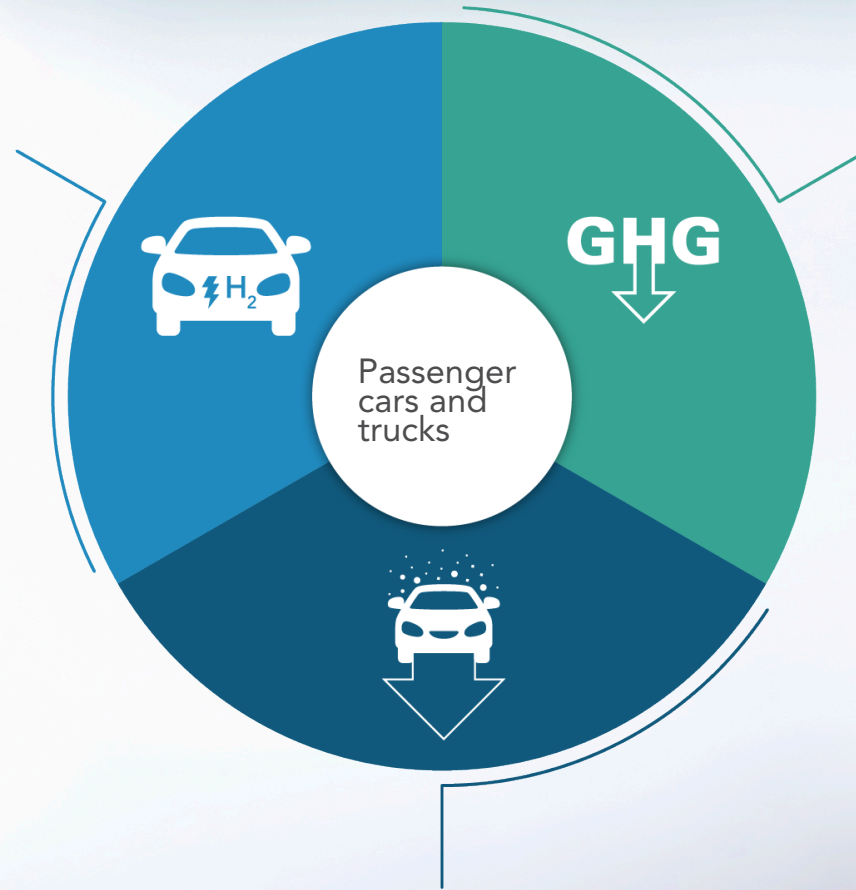 GHG
H₂
Passenger
cars and
trucks